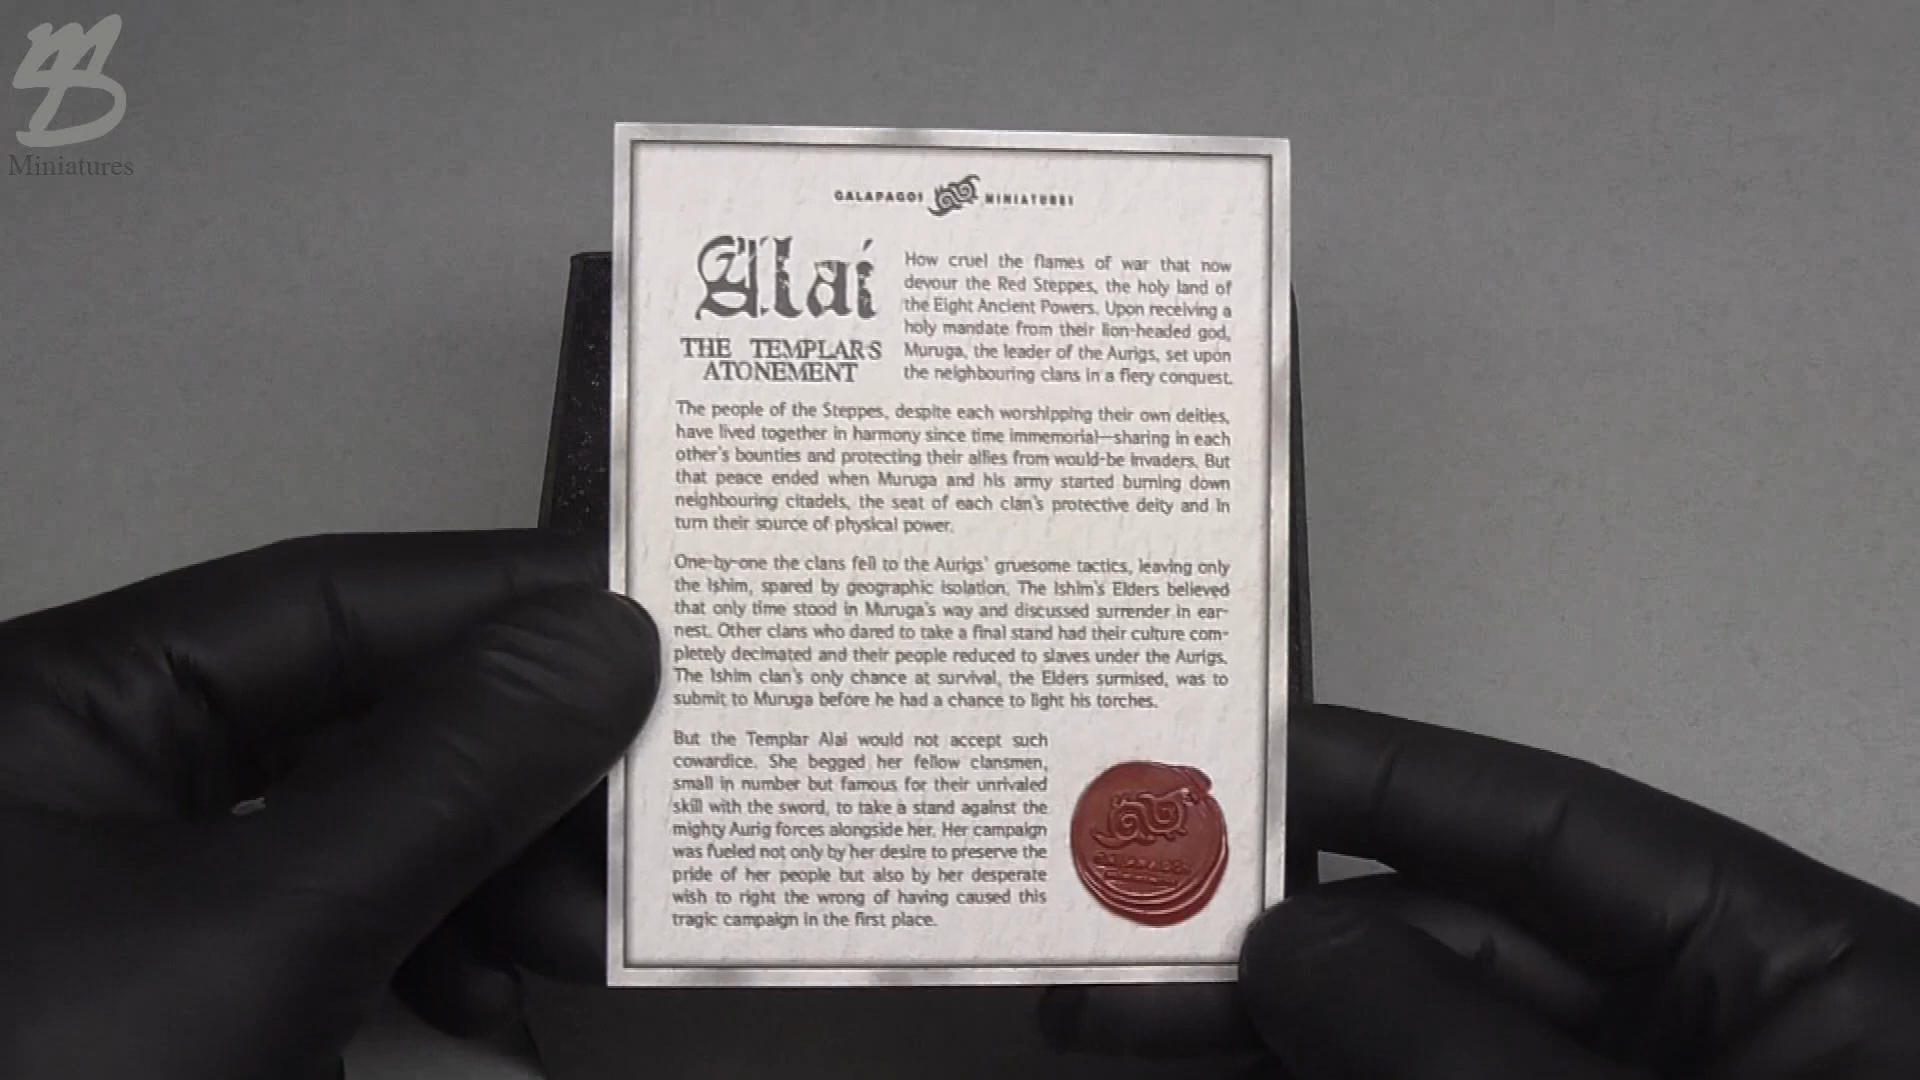 Miniatures
GALAPAGOS MINIATURES
Alai
THE TEMPLAR'S
ATONEMENT
How cruel the flames of war that now
devour the Red Steppes, the holy land of
the Eight Ancient Powers. Upon receiving a
holy mandate from their lion-headed god,
Muruga, the leader of the Aurigs, set upon
the neighbouring clans in a fiery conquest.
The people of the Steppes, despite each worshipping their own deities,
have lived together in harmony since time immemorial—sharing in each
other's bounties and protecting their allies from would-be invaders. But
that peace ended when Muruga and his army started burning down
neighbouring citadels, the seat of each clan's protective deity and in
turn their source of physical power.
One-by-one the clans fell to the Aurigs' gruesome tactics, leaving only
the Ishim, spared by geographic isolation. The Ishim's Elders believed
that only time stood in Muruga's way and discussed surrender in ear-
nest. Other clans who dared to take a final stand had their culture com-
pletely decimated and their people reduced to slaves under the Aurigs.
The Ishim clan's only chance at survival, the Elders surmised, was to
submit to Muruga before he had a chance to light his torches.
But the Templar Alai would not accept such
cowardice. She begged her fellow clansmen,
small in number but famous for their unrivaled
skill with the sword, to take a stand against the
mighty Aurig forces alongside her. Her campaign
was fueled not only by her desire to preserve the
pride of her people but also by her desperate
wish to right the wrong of having caused this
tragic campaign in the first place.